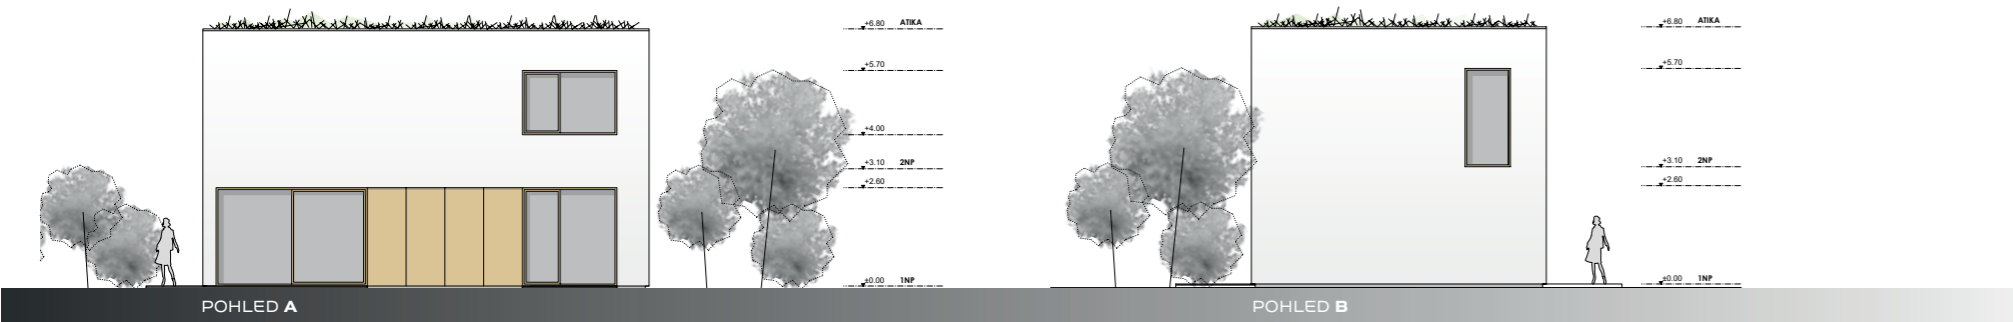 +6.80 ATIKA
+5.70
+4.00
+3.10 2NP
+2.60
±0.00 1NP
POHLED A
+6.80 ATIKA
+5.70
+3.10 2NP
+2.60
±0.00 1NP
POHLED B